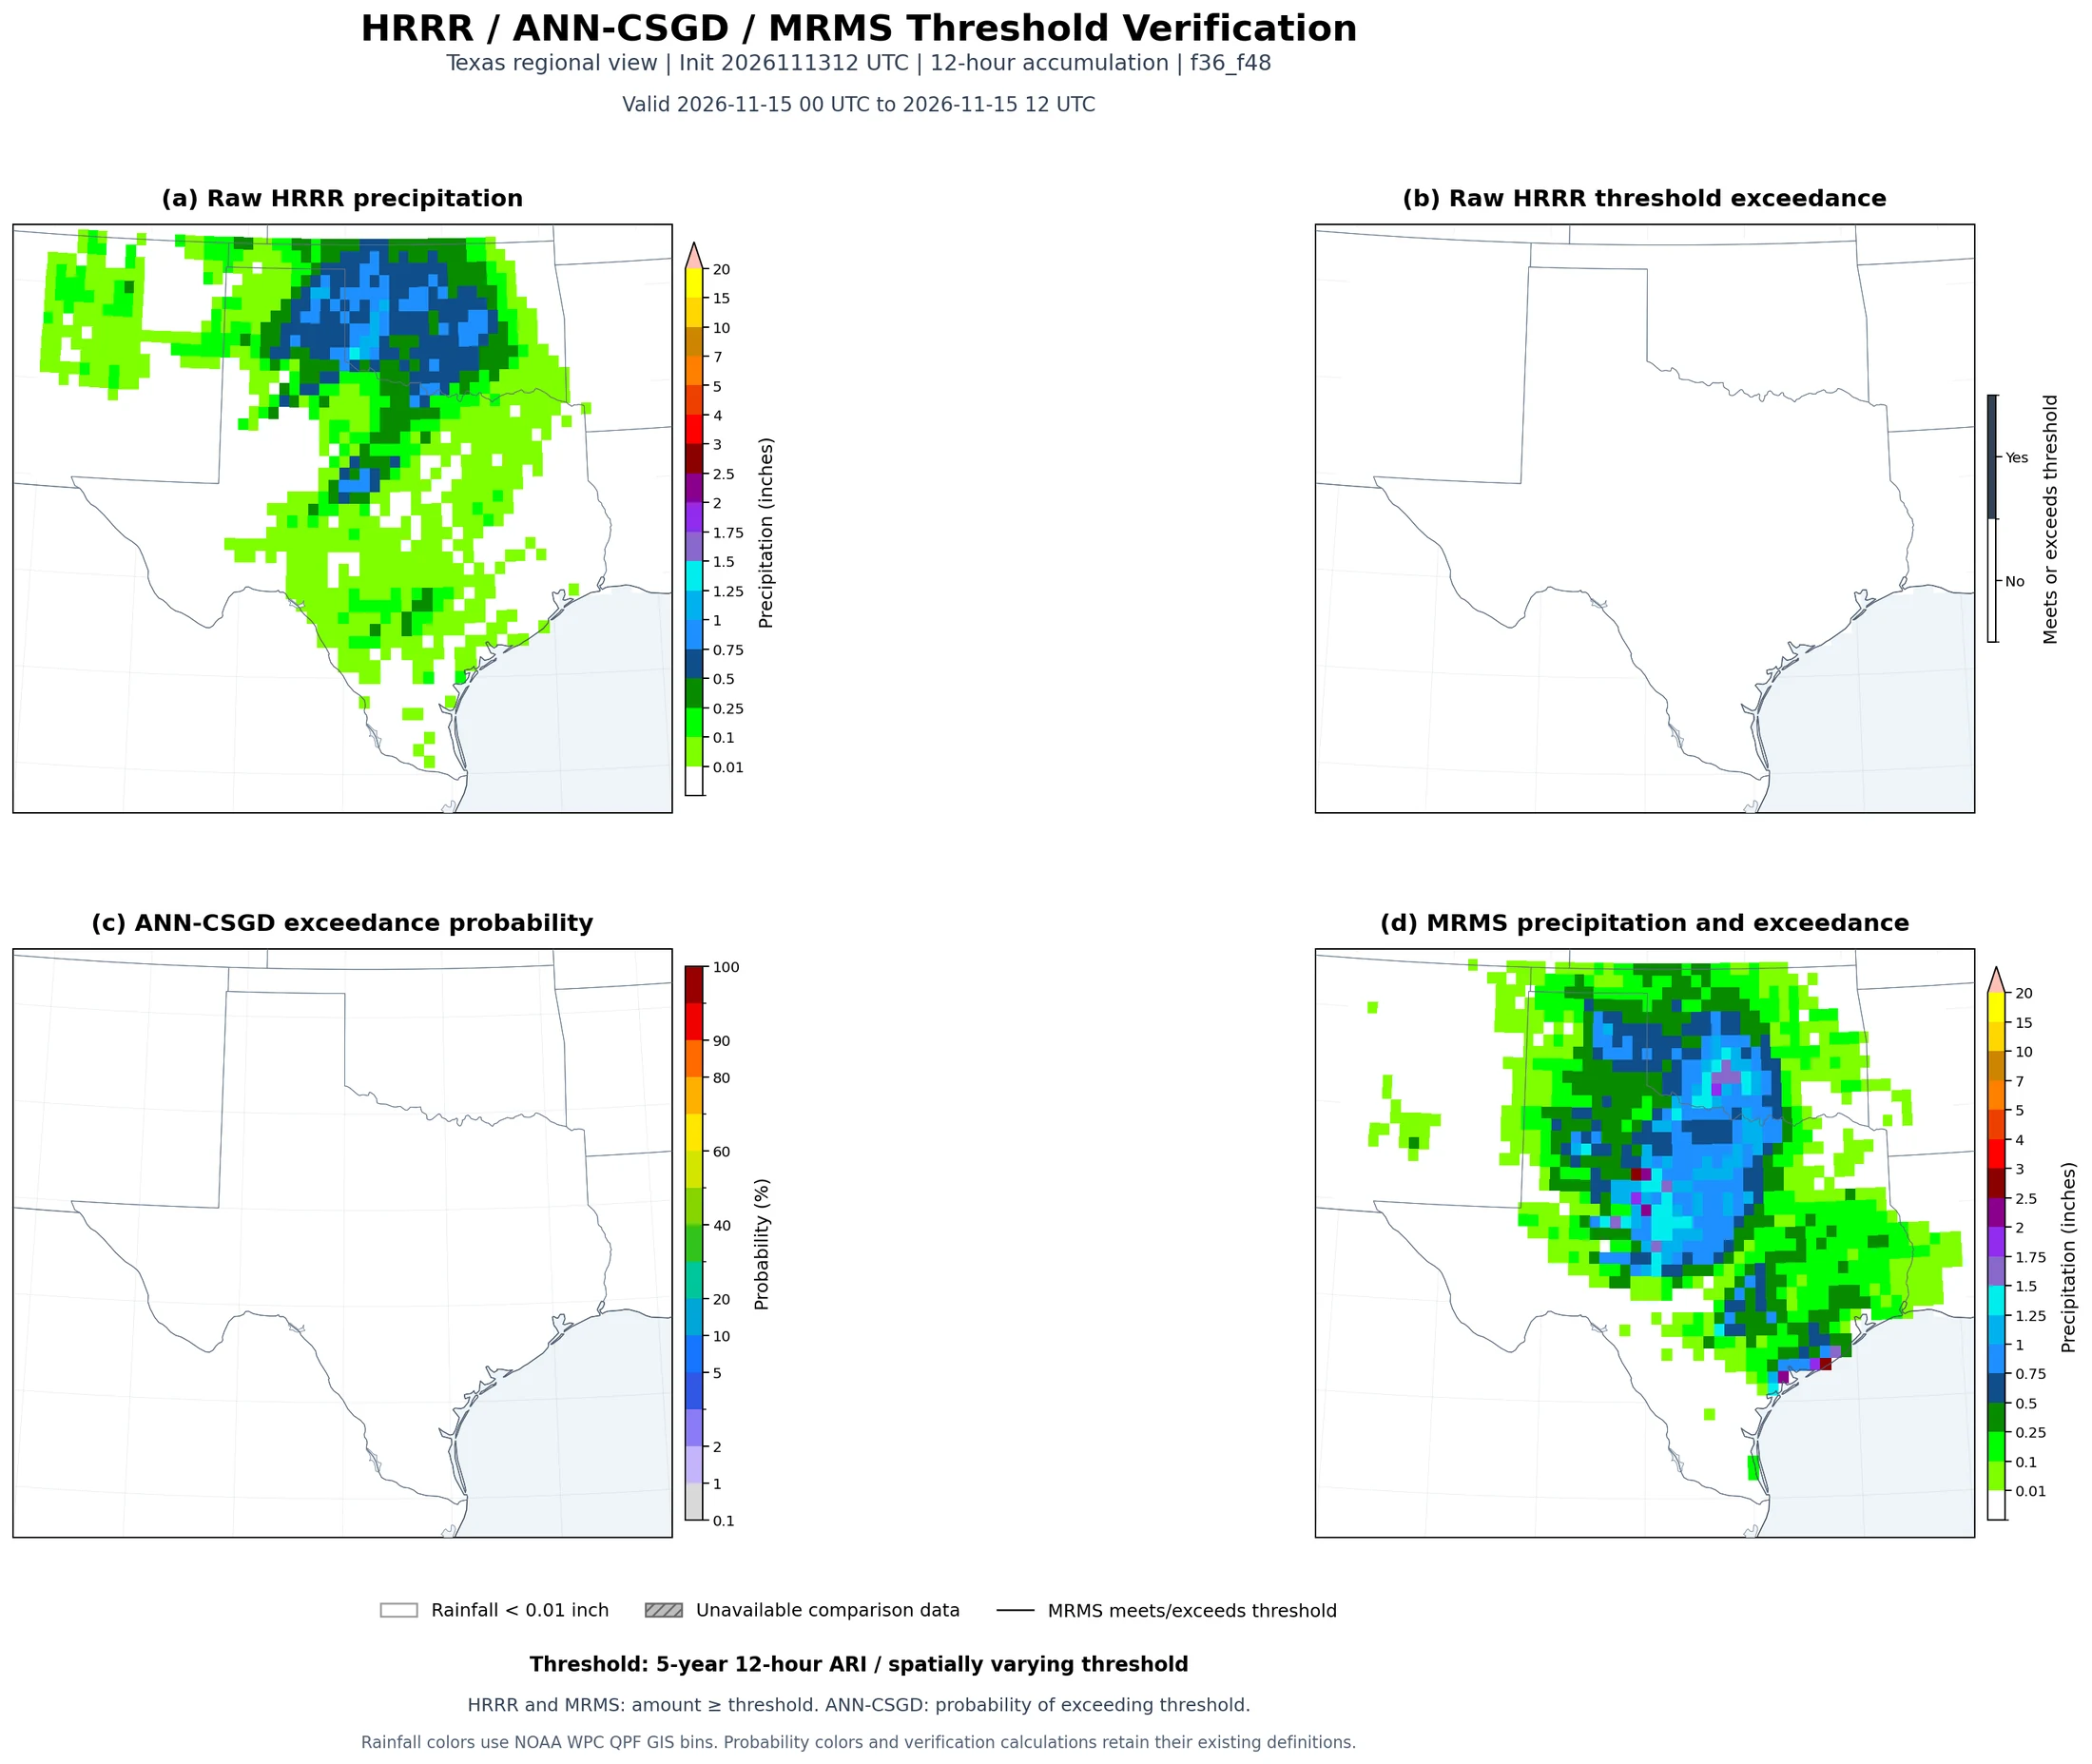 HRRR / ANN-CSGD / MRMS Threshold Verification
Texas regional view | Init 2026111312 UTC | 12-hour accumulation | f36_f48
Valid 2026-11-15 00 UTC to 2026-11-15 12 UTC
(a) Raw HRRR precipitation
20
15
10
7
5
4
3
2.5
2
1.75
1.5
1.25
1
0.75
0.5
0.25
0.1
0.01
Precipitation (inches)
(b) Raw HRRR threshold exceedance
Yes
No
Meets or exceeds threshold
(c) ANN-CSGD exceedance probability
100
90
80
60
40
20
10
5
2
1
0.1
Probability (%)
(d) MRMS precipitation and exceedance
20
15
10
7
5
4
3
2.5
2
1.75
1.5
1.25
1
0.75
0.5
0.25
0.1
0.01
Precipitation (inches)
Rainfall < 0.01 inch
Unavailable comparison data
MRMS meets/exceeds threshold
Threshold: 5-year 12-hour ARI / spatially varying threshold
HRRR and MRMS: amount ≥ threshold. ANN-CSGD: probability of exceeding threshold.
Rainfall colors use NOAA WPC QPF GIS bins. Probability colors and verification calculations retain their existing definitions.